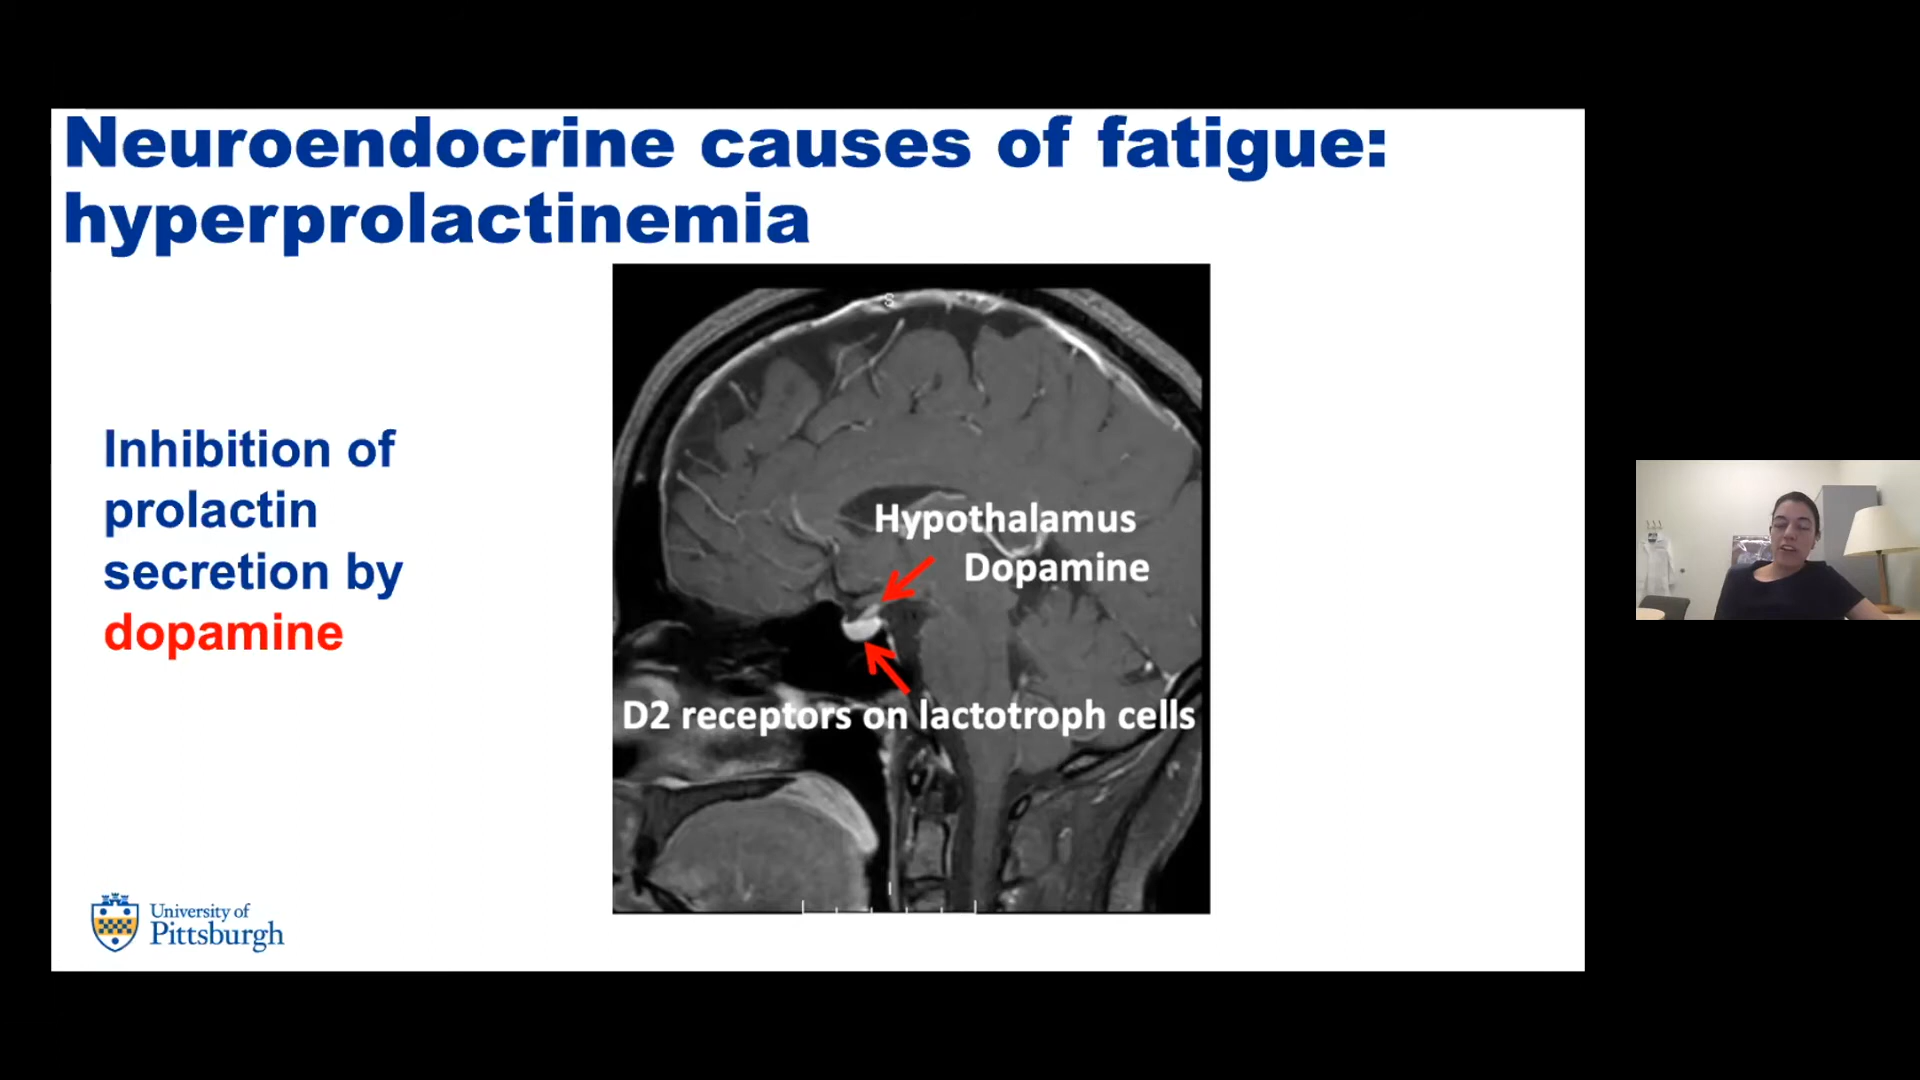 Neuroendocrine causes of fatigue:
hyperprolactinemia
Inhibition of
prolactin
secretion by
dopamine
S
Hypothalamus
Dopamine
D2 receptors on lactotroph cells
I
University of
Pittsburgh